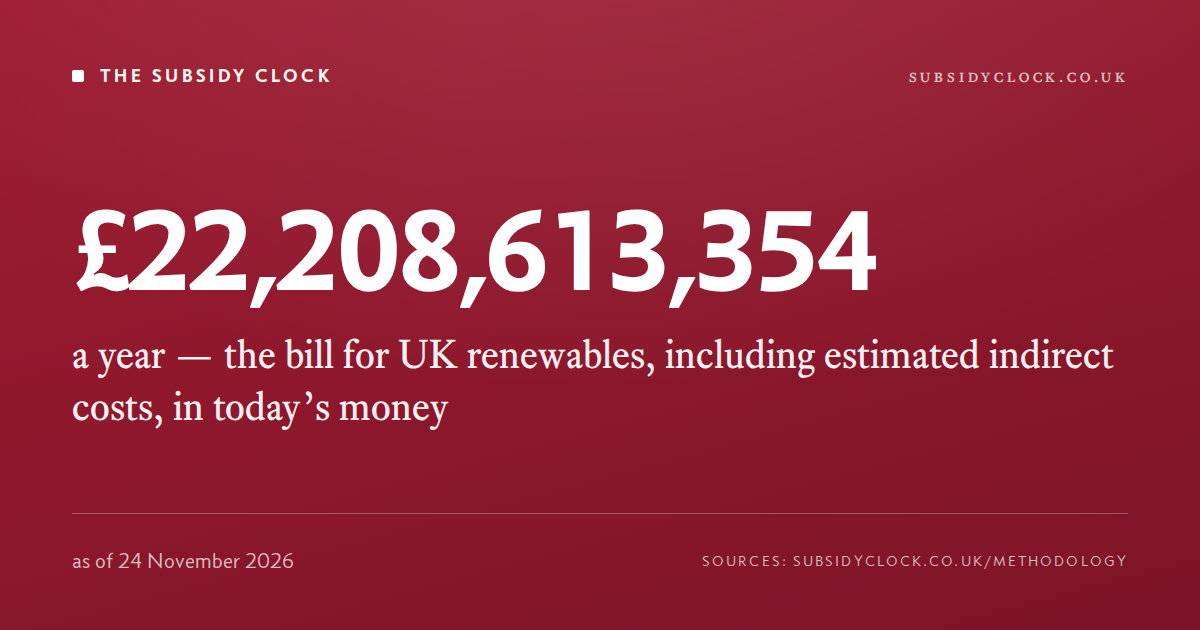 THE SUBSIDY CLOCK
SUBSIDYCLOCK.CO.UK
£22,208,613,354
a year — the bill for UK renewables, including estimated indirect
costs, in today’s money
as of 24 November 2026
SOURCES: SUBSIDYCLOCK.CO.UK/METHODOLOGY